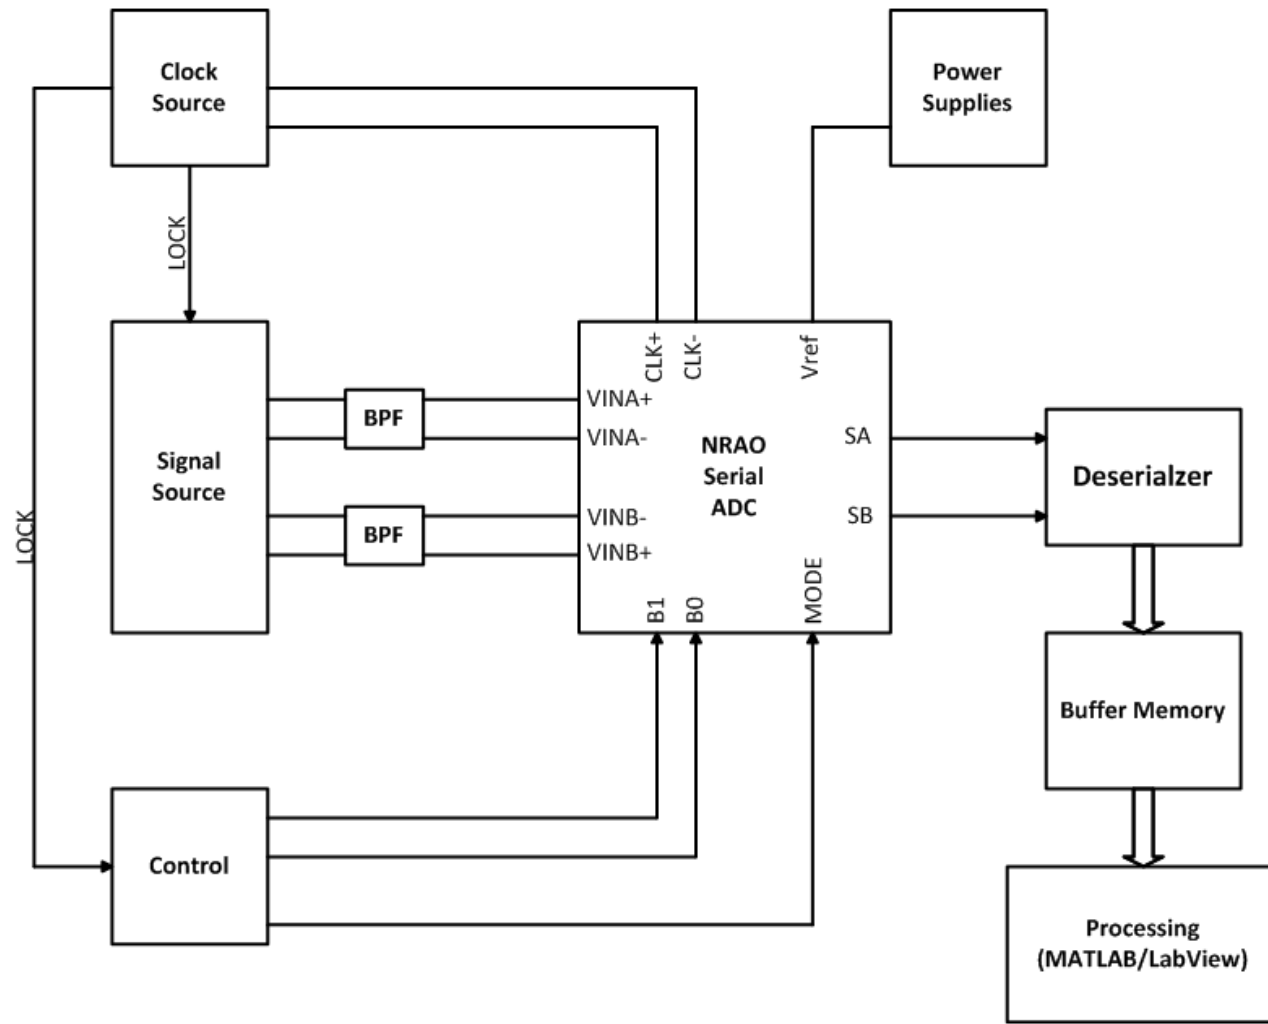 Clock
Source
Power
Supplies
LOCK
CLK+
CLK-
Vref
VINA+
BPF
VINA-
SA
NRAO
Serial
ADC
Signal
Source
Deserialzer
VINB-
SB
BPF
VINB+
LOCK
B1
B0
MODE
Buffer Memory
Control
Processing
(MATLAB/LabView)